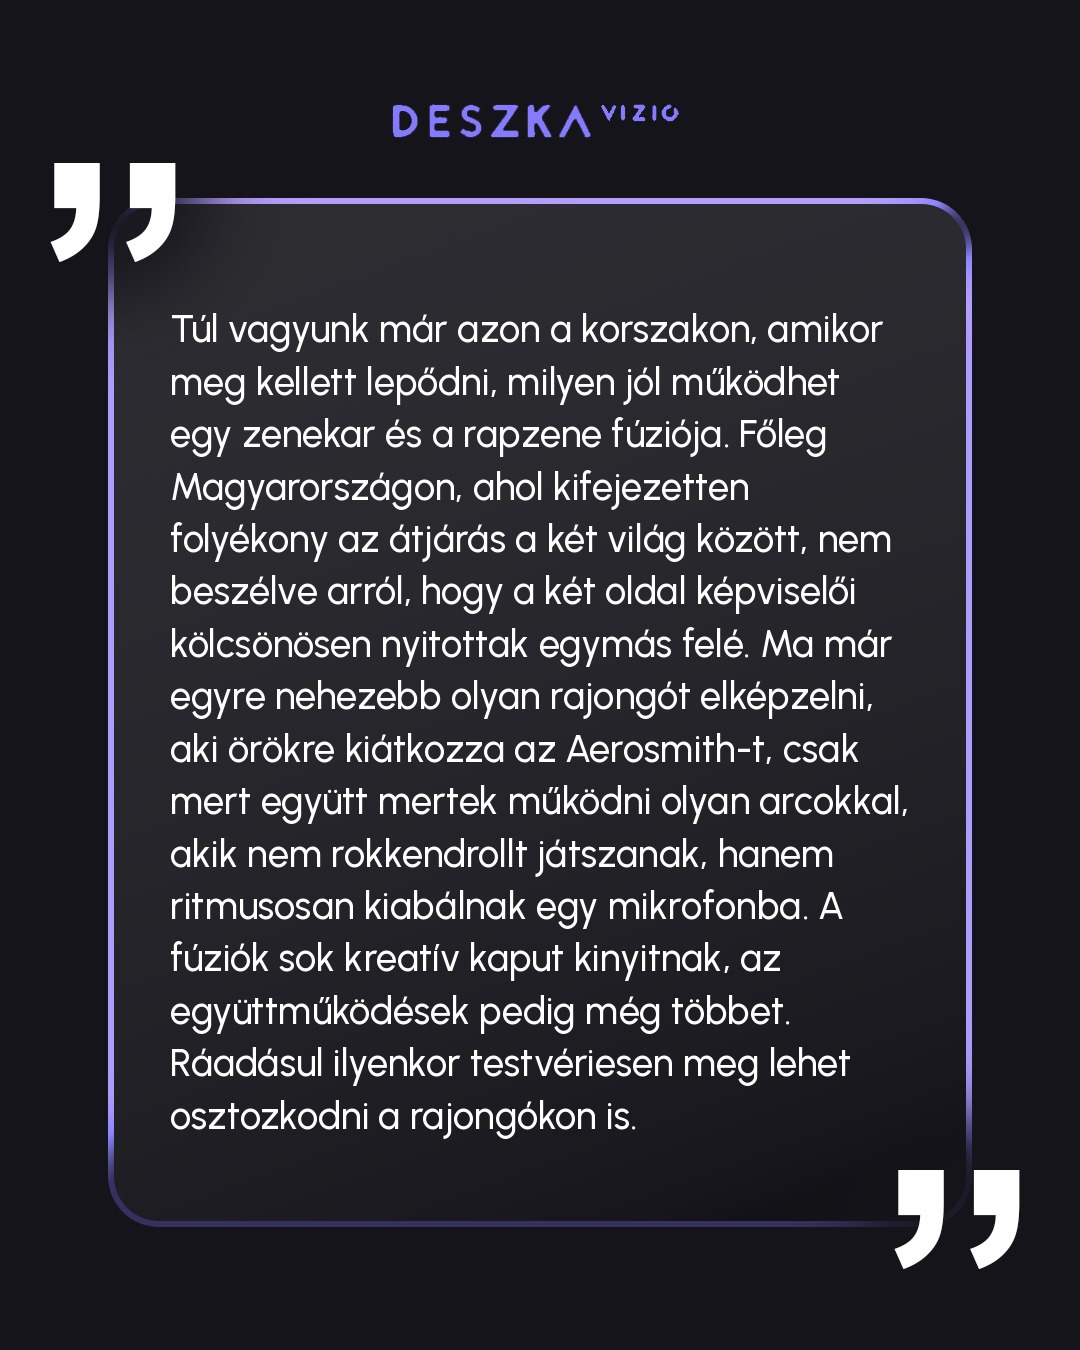 DESZKA VIZIO
”
Túl vagyunk már azon a korszakon, amikor
meg kellett lepődni, milyen jól működhet
egy zenekar és a rapzene fúziója. Főleg
Magyarországon, ahol kifejezetten
folyékony az átjárás a két világ között, nem
beszélve arról, hogy a két oldal képviselői
kölcsönösen nyitottak egymás felé. Ma már
egyre nehezebb olyan rajongót elképzelni,
aki örökre kiátkozza az Aerosmith-t, csak
mert együtt mertek működni olyan arcokkal,
akik nem rokkendrollt játszanak, hanem
ritmusosan kiabálnak egy mikrofonba. A
fúziók sok kreatív kaput kinyitnak, az
együttműködések pedig még többet.
Ráadásul ilyenkor testvériesen meg lehet
osztozkodni a rajongókon is.
”